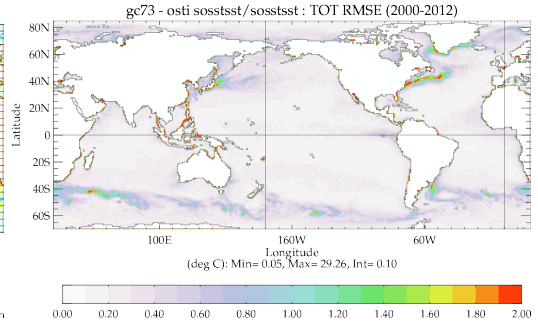 gc73 - osti sosstsst/sosstsst : TOT RMSE (2000-2012)
80N
60N
40N
20N
0
20S
40S
60S
Latitude
100E 160W 60W
Longitude
(deg C): Min= 0.05, Max= 29.26, Int= 0.10
0.00 0.20 0.40 0.60 0.80 1.00 1.20 1.40 1.60 1.80 2.00